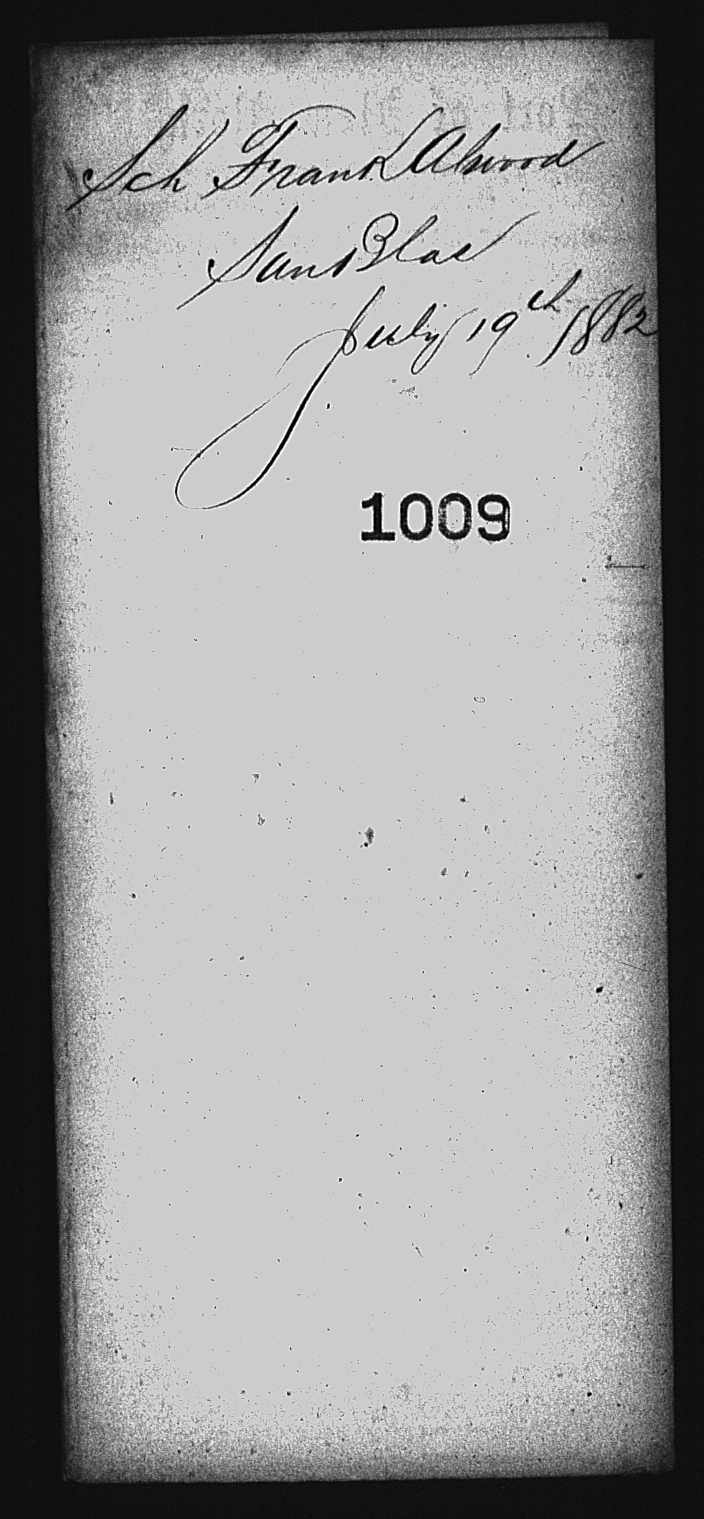 Sch Frank Atwood
San Blas
July 19th 1882
1009